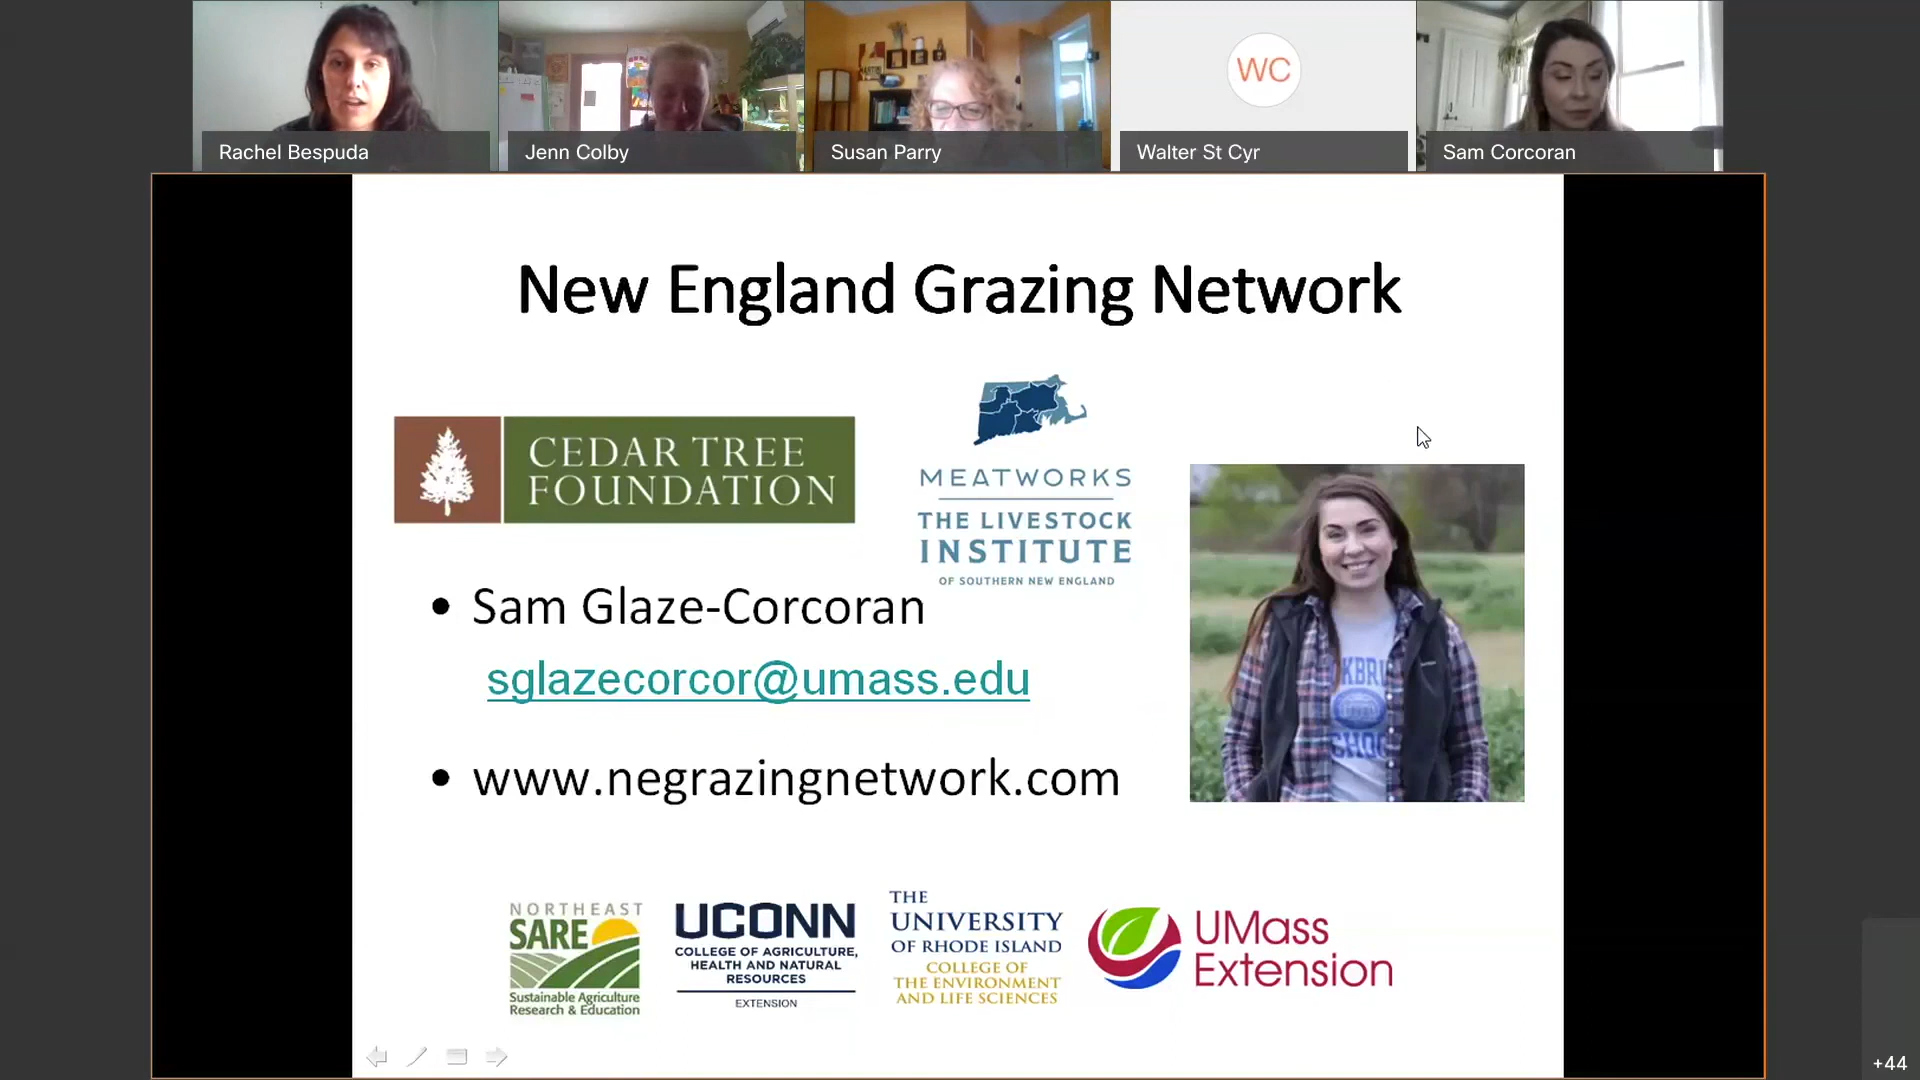 WC
Rachel Bespuda
Jenn Colby
Susan Parry
Walter St Cyr
Sam Corcoran
New England Grazing Network
CEDAR TREE
FOUNDATION
MEATWORKS
THE LIVESTOCK
INSTITUTE
OF SOUTHERN NEW ENGLAND
• Sam Glaze-Corcoran
sglazecorcor@umass.edu
• www.negrazingnetwork.com
NORTHEAST
SARE
Sustainable Agriculture
Research & Education
UCONN
COLLEGE OF AGRICULTURE,
HEALTH AND NATURAL
RESOURCES
EXTENSION
THE
UNIVERSITY
OF RHODE ISLAND
COLLEGE OF
THE ENVIRONMENT
AND LIFE SCIENCES
UMass
Extension
+44